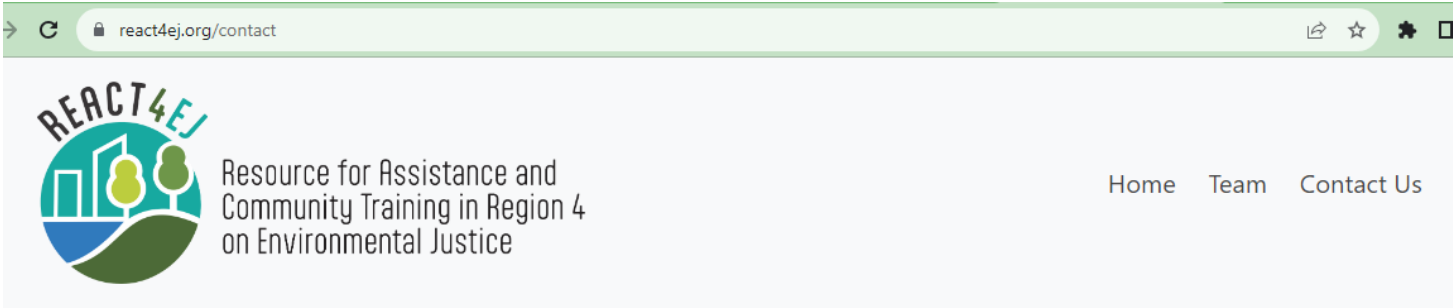 react4ej.org/contact
REACT4EJ
Resource for Assistance and
Community Training in Region 4
on Environmental Justice
Home Team Contact Us